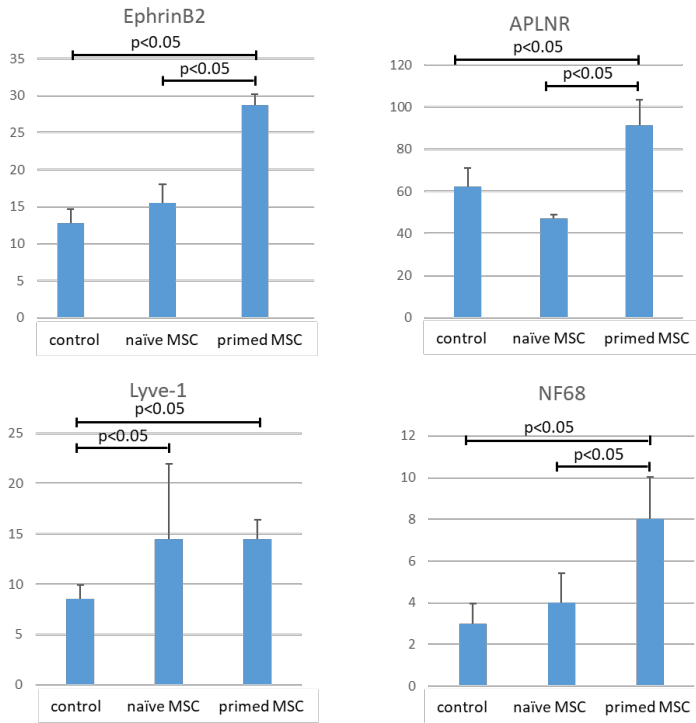 EphrinB2
p<0.05
p<0.05
35
30
25
20
15
10
5
0
control naïve MSC primed MSC
APLNR
p<0.05
p<0.05
120
100
80
60
40
20
0
control naïve MSC primed MSC
Lyve-1
p<0.05
p<0.05
25
20
15
10
5
0
control naïve MSC primed MSC
NF68
p<0.05
p<0.05
12
10
8
6
4
2
0
control naïve MSC primed MSC